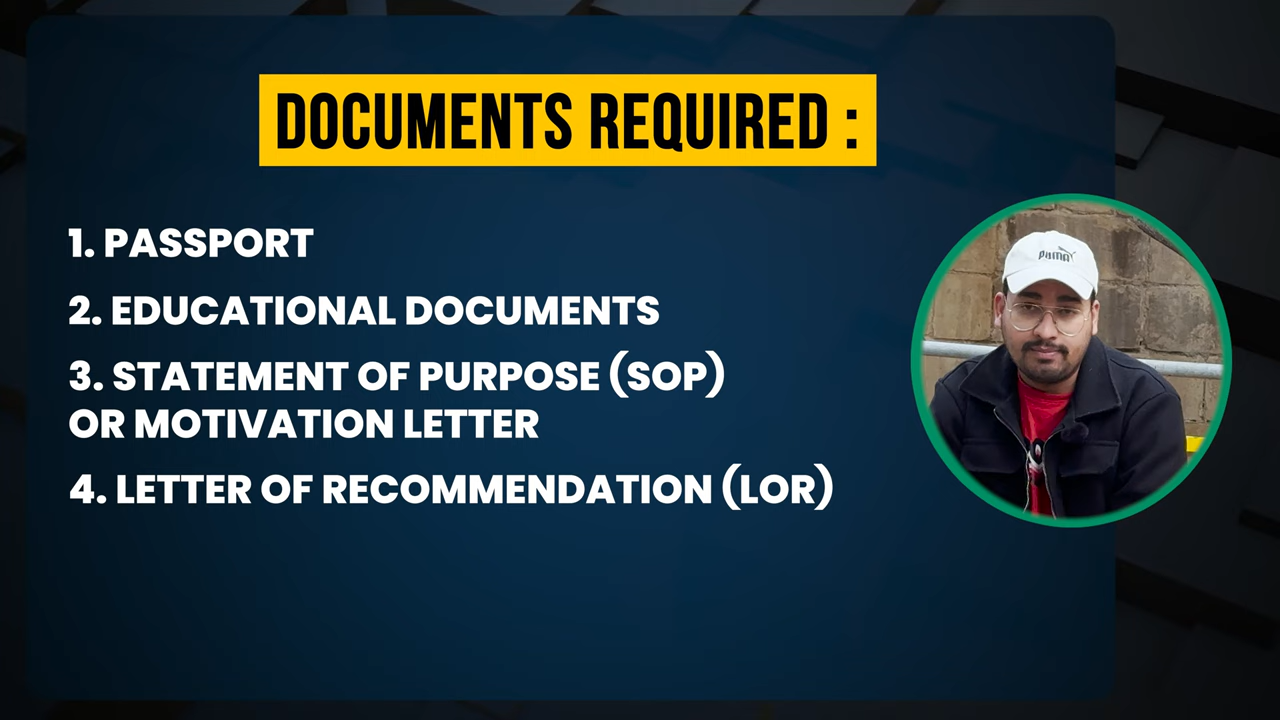 DOCUMENTS REQUIRED :
1. PASSPORT
2. EDUCATIONAL DOCUMENTS
3. STATEMENT OF PURPOSE (SOP)
OR MOTIVATION LETTER
4. LETTER OF RECOMMENDATION (LOR)
PUMA